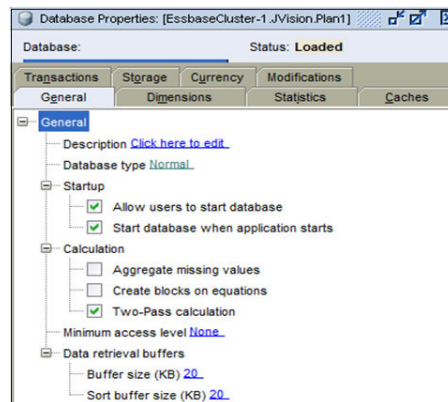 Database Properties: [EssbaseCluster-1.JVision.Plan1]
Database: Status: Loaded
Transactions Storage Currency Modifications
General Dimensions Statistics Caches
General
Description Click here to edit
Database type Normal
Startup
Allow users to start database
Start database when application starts
Calculation
Aggregate missing values
Create blocks on equations
Two-Pass calculation
Minimum access level None
Data retrieval buffers
Buffer size (KB) 20
Sort buffer size (KB) 20